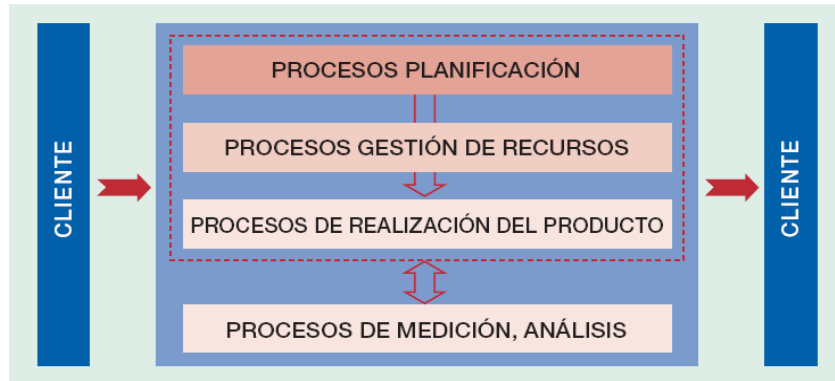 CLIENTE
PROCESOS PLANIFICACIÓN
PROCESOS GESTIÓN DE RECURSOS
PROCESOS DE REALIZACIÓN DEL PRODUCTO
PROCESOS DE MEDICIÓN, ANÁLISIS
CLIENTE